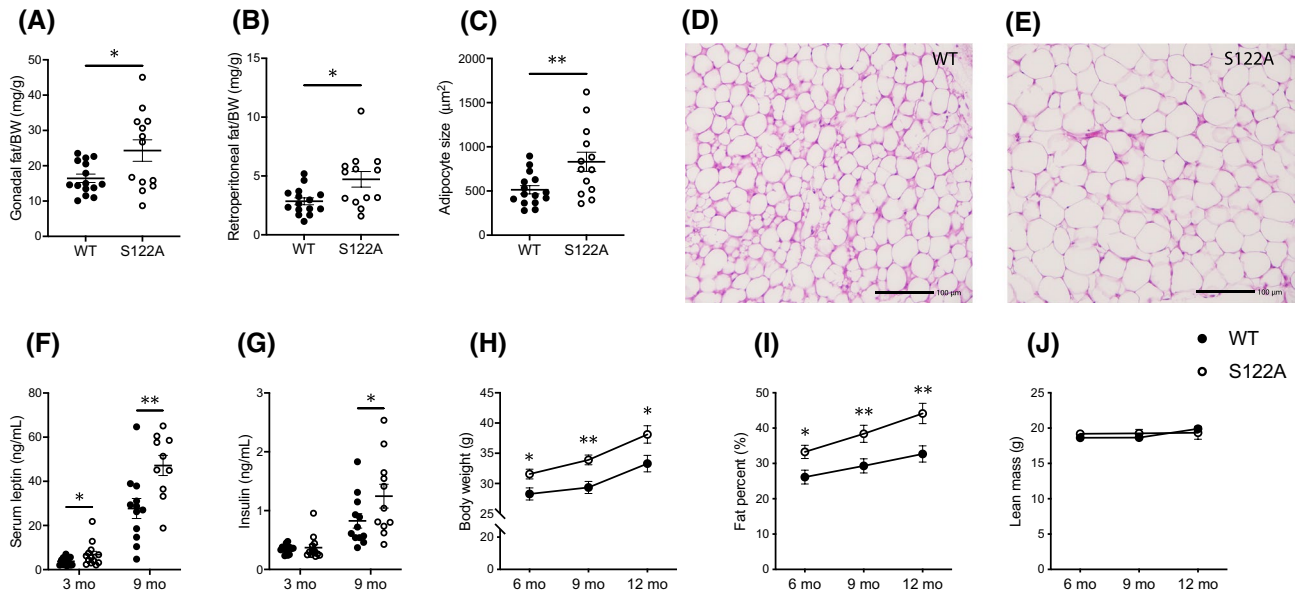 (A)
*
Gonadal fat/BW (mg/g)
50
40
30
20
10
0
WT
S122A
(B)
*
Retroperitoneal fat/BW (mg/g)
15
10
5
0
WT
S122A
(C)
**
Adipocyte size (µm²)
2000
1500
1000
500
0
WT
S122A
(D)
WT
100 µm
(E)
S122A
100 µm
(F)
Serum leptin (ng/mL)
80
60
40
20
0
*
**
3 mo
9 mo
(G)
Insulin (ng/mL)
3
2
1
0
*
3 mo
9 mo
(H)
Body weight (g)
45
40
35
30
25
20
0
*
**
*
6 mo
9 mo
12 mo
(I)
Fat percent (%)
50
40
30
20
10
0
*
**
**
6 mo
9 mo
12 mo
(J)
Lean mass (g)
25
20
15
10
5
0
6 mo
9 mo
12 mo
WT
S122A